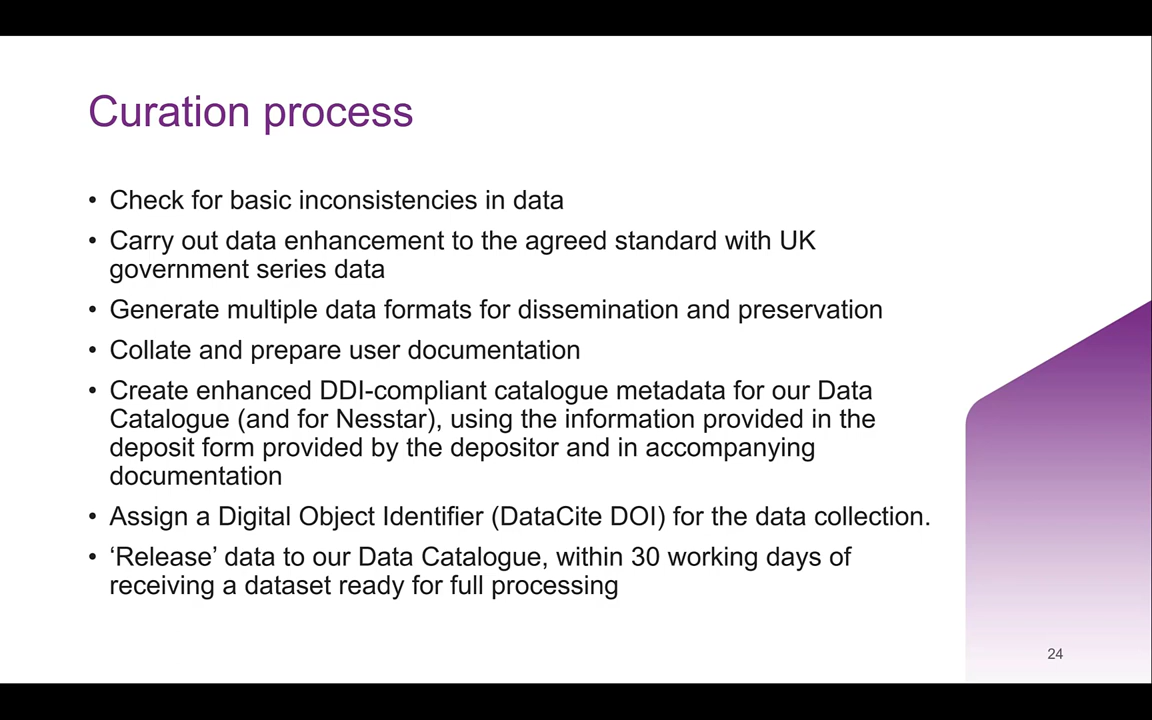 Curation process
• Check for basic inconsistencies in data
• Carry out data enhancement to the agreed standard with UK
government series data
• Generate multiple data formats for dissemination and preservation
• Collate and prepare user documentation
• Create enhanced DDI-compliant catalogue metadata for our Data
Catalogue (and for Nesstar), using the information provided in the
deposit form provided by the depositor and in accompanying
documentation
• Assign a Digital Object Identifier (DataCite DOI) for the data collection.
• ‘Release’ data to our Data Catalogue, within 30 working days of
receiving a dataset ready for full processing
24